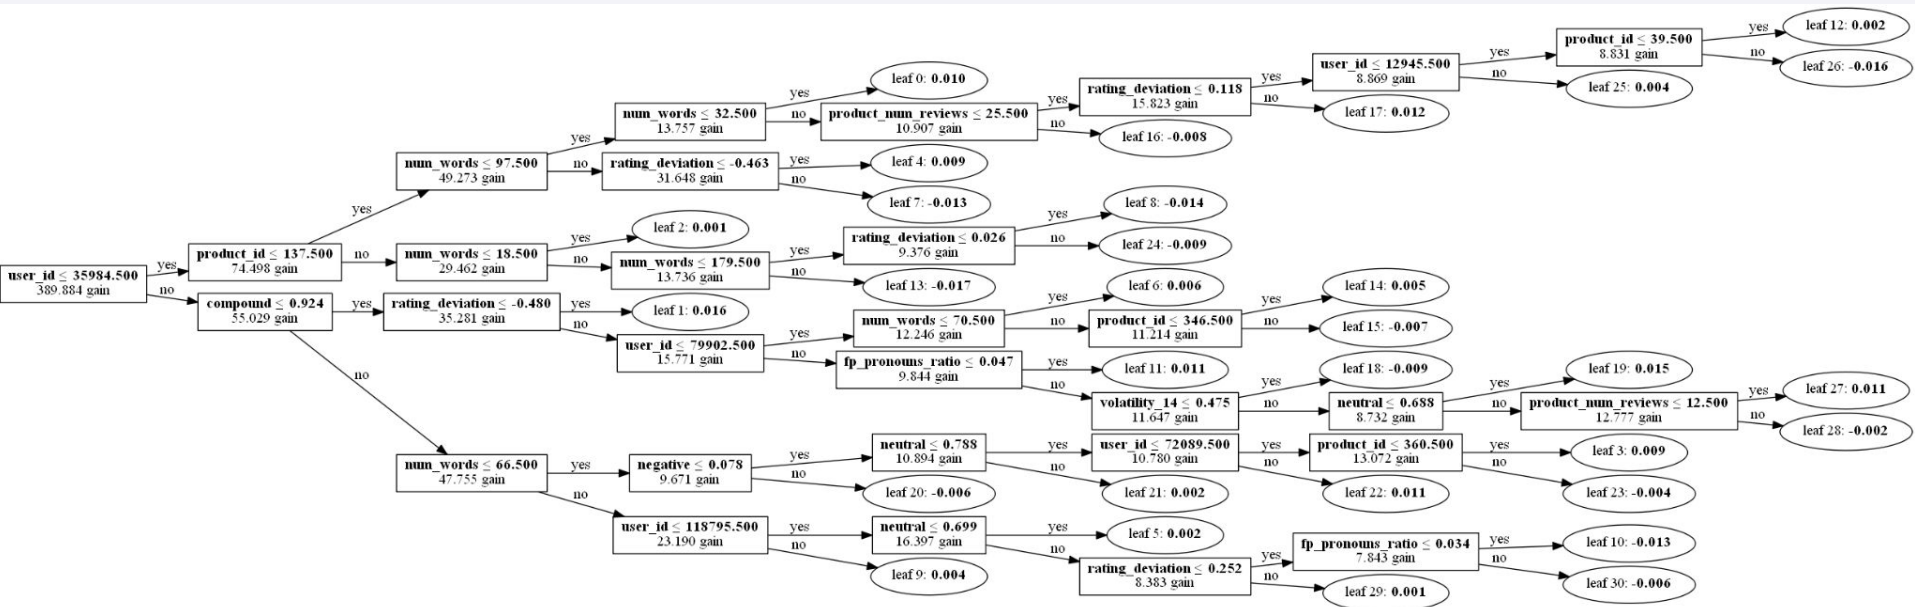 user_id ≤ 35984.500
389.884 gain
yes
no
product_id ≤ 137.500
74.498 gain
yes
no
num_words ≤ 97.500
49.273 gain
yes
no
num_words ≤ 32.500
13.757 gain
yes
no
leaf 0: 0.010
product_num_reviews ≤ 25.500
10.907 gain
yes
no
rating_deviation ≤ 0.118
15.823 gain
yes
no
user_id ≤ 12945.500
8.869 gain
yes
no
product_id ≤ 39.500
8.831 gain
yes
no
leaf 12: 0.002
leaf 26: -0.016
leaf 25: 0.004
leaf 17: 0.012
leaf 16: -0.008
rating_deviation ≤ -0.463
31.648 gain
yes
no
leaf 4: 0.009
leaf 7: -0.013
num_words ≤ 18.500
29.462 gain
yes
no
leaf 2: 0.001
num_words ≤ 179.500
13.736 gain
yes
no
rating_deviation ≤ 0.026
9.376 gain
yes
no
leaf 8: -0.014
leaf 24: -0.009
leaf 13: -0.017
compound ≤ 0.924
55.029 gain
yes
no
rating_deviation ≤ -0.480
35.281 gain
yes
no
leaf 1: 0.016
user_id ≤ 79902.500
15.771 gain
yes
no
num_words ≤ 70.500
12.246 gain
yes
no
leaf 6: 0.006
product_id ≤ 346.500
11.214 gain
yes
no
leaf 14: 0.005
leaf 15: -0.007
fp_pronouns_ratio ≤ 0.047
9.844 gain
yes
no
leaf 11: 0.011
volatility_14 ≤ 0.475
11.647 gain
yes
no
leaf 18: -0.009
neutral ≤ 0.688
8.732 gain
yes
no
leaf 19: 0.015
product_num_reviews ≤ 12.500
12.777 gain
yes
no
leaf 27: 0.011
leaf 28: -0.002
num_words ≤ 66.500
47.755 gain
yes
no
negative ≤ 0.078
9.671 gain
yes
no
neutral ≤ 0.788
10.894 gain
yes
no
user_id ≤ 72089.500
10.780 gain
yes
no
product_id ≤ 360.500
13.072 gain
yes
no
leaf 3: 0.009
leaf 23: -0.004
leaf 22: 0.011
leaf 21: 0.002
leaf 20: -0.006
user_id ≤ 118795.500
23.190 gain
yes
no
neutral ≤ 0.699
16.397 gain
yes
no
leaf 5: 0.002
rating_deviation ≤ 0.252
8.383 gain
yes
no
fp_pronouns_ratio ≤ 0.034
7.843 gain
yes
no
leaf 10: -0.013
leaf 30: -0.006
leaf 29: 0.001
leaf 9: 0.004